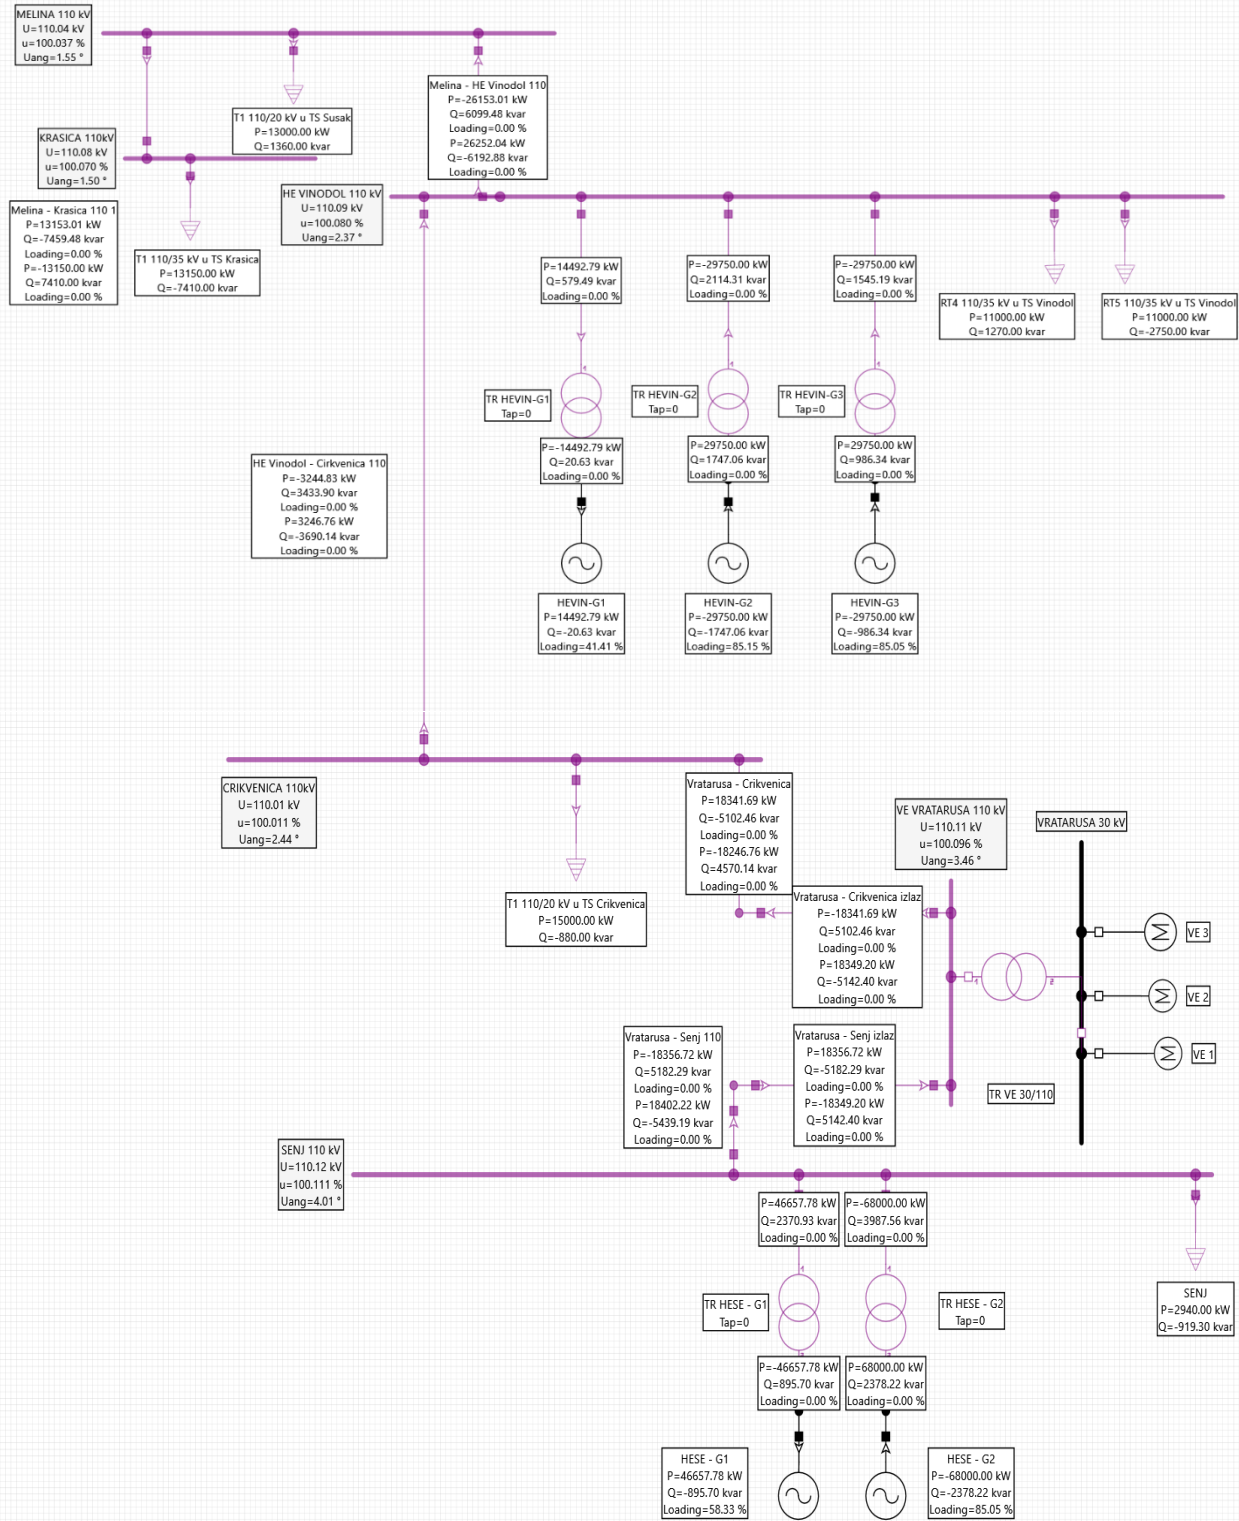 MELINA 110 kV
U=110.04 kV
u=100.037 %
Uang=1.55 °
T1 110/20 kV u TS Susak
P=13000.00 kW
Q=1360.00 kvar
Melina - HE Vinodol 110
P=-26153.01 kW
Q=6099.48 kvar
Loading=0.00 %
P=26252.04 kW
Q=-6192.88 kvar
Loading=0.00 %
KRASICA 110kV
U=110.08 kV
u=100.070 %
Uang=1.50 °
Melina - Krasica 110 1
P=13153.01 kW
Q=-7459.48 kvar
Loading=0.00 %
P=-13150.00 kW
Q=7410.00 kvar
Loading=0.00 %
T1 110/35 kV u TS Krasica
P=13150.00 kW
Q=-7410.00 kvar
HE VINODOL 110 kV
U=110.09 kV
u=100.080 %
Uang=2.37 °
P=14492.79 kW
Q=579.49 kvar
Loading=0.00 %
P=-29750.00 kW
Q=2114.31 kvar
Loading=0.00 %
P=-29750.00 kW
Q=1545.19 kvar
Loading=0.00 %
RT4 110/35 kV u TS Vinodol
P=11000.00 kW
Q=1270.00 kvar
RT5 110/35 kV u TS Vinodol
P=11000.00 kW
Q=-2750.00 kvar
TR HEVIN-G1
Tap=0
TR HEVIN-G2
Tap=0
TR HEVIN-G3
Tap=0
P=-14492.79 kW
Q=20.63 kvar
Loading=0.00 %
P=29750.00 kW
Q=1747.06 kvar
Loading=0.00 %
P=29750.00 kW
Q=986.34 kvar
Loading=0.00 %
HE Vinodol - Cirkvenica 110
P=-3244.83 kW
Q=3433.90 kvar
Loading=0.00 %
P=3246.76 kW
Q=-3690.14 kvar
Loading=0.00 %
HEVIN-G1
P=14492.79 kW
Q=-20.63 kvar
Loading=41.41 %
HEVIN-G2
P=-29750.00 kW
Q=-1747.06 kvar
Loading=85.15 %
HEVIN-G3
P=-29750.00 kW
Q=-986.34 kvar
Loading=85.05 %
CRIKVENICA 110kV
U=110.01 kV
u=100.011 %
Uang=2.44 °
T1 110/20 kV u TS Crikvenica
P=15000.00 kW
Q=-880.00 kvar
Vratarusa - Crikvenica
P=18341.69 kW
Q=-5102.46 kvar
Loading=0.00 %
P=-18246.76 kW
Q=4570.14 kvar
Loading=0.00 %
VE VRATARUSA 110 kV
U=110.11 kV
u=100.096 %
Uang=3.46 °
VRATARUSA 30 kV
Vratarusa - Crikvenica izlaz
P=-18341.69 kW
Q=5102.46 kvar
Loading=0.00 %
P=18349.20 kW
Q=-5142.40 kvar
Loading=0.00 %
VE 3
VE 2
VE 1
TR VE 30/110
Vratarusa - Senj 110
P=-18356.72 kW
Q=5182.29 kvar
Loading=0.00 %
P=18402.22 kW
Q=-5439.19 kvar
Loading=0.00 %
Vratarusa - Senj izlaz
P=18356.72 kW
Q=-5182.29 kvar
Loading=0.00 %
P=-18349.20 kW
Q=5142.40 kvar
Loading=0.00 %
SENJ 110 kV
U=110.12 kV
u=100.111 %
Uang=4.01 °
P=46657.78 kW
Q=2370.93 kvar
Loading=0.00 %
P=-68000.00 kW
Q=3987.56 kvar
Loading=0.00 %
TR HESE - G1
Tap=0
TR HESE - G2
Tap=0
SENJ
P=2940.00 kW
Q=-919.30 kvar
P=-46657.78 kW
Q=895.70 kvar
Loading=0.00 %
P=68000.00 kW
Q=2378.22 kvar
Loading=0.00 %
HESE - G1
P=46657.78 kW
Q=-895.70 kvar
Loading=58.33 %
HESE - G2
P=-68000.00 kW
Q=-2378.22 kvar
Loading=85.05 %